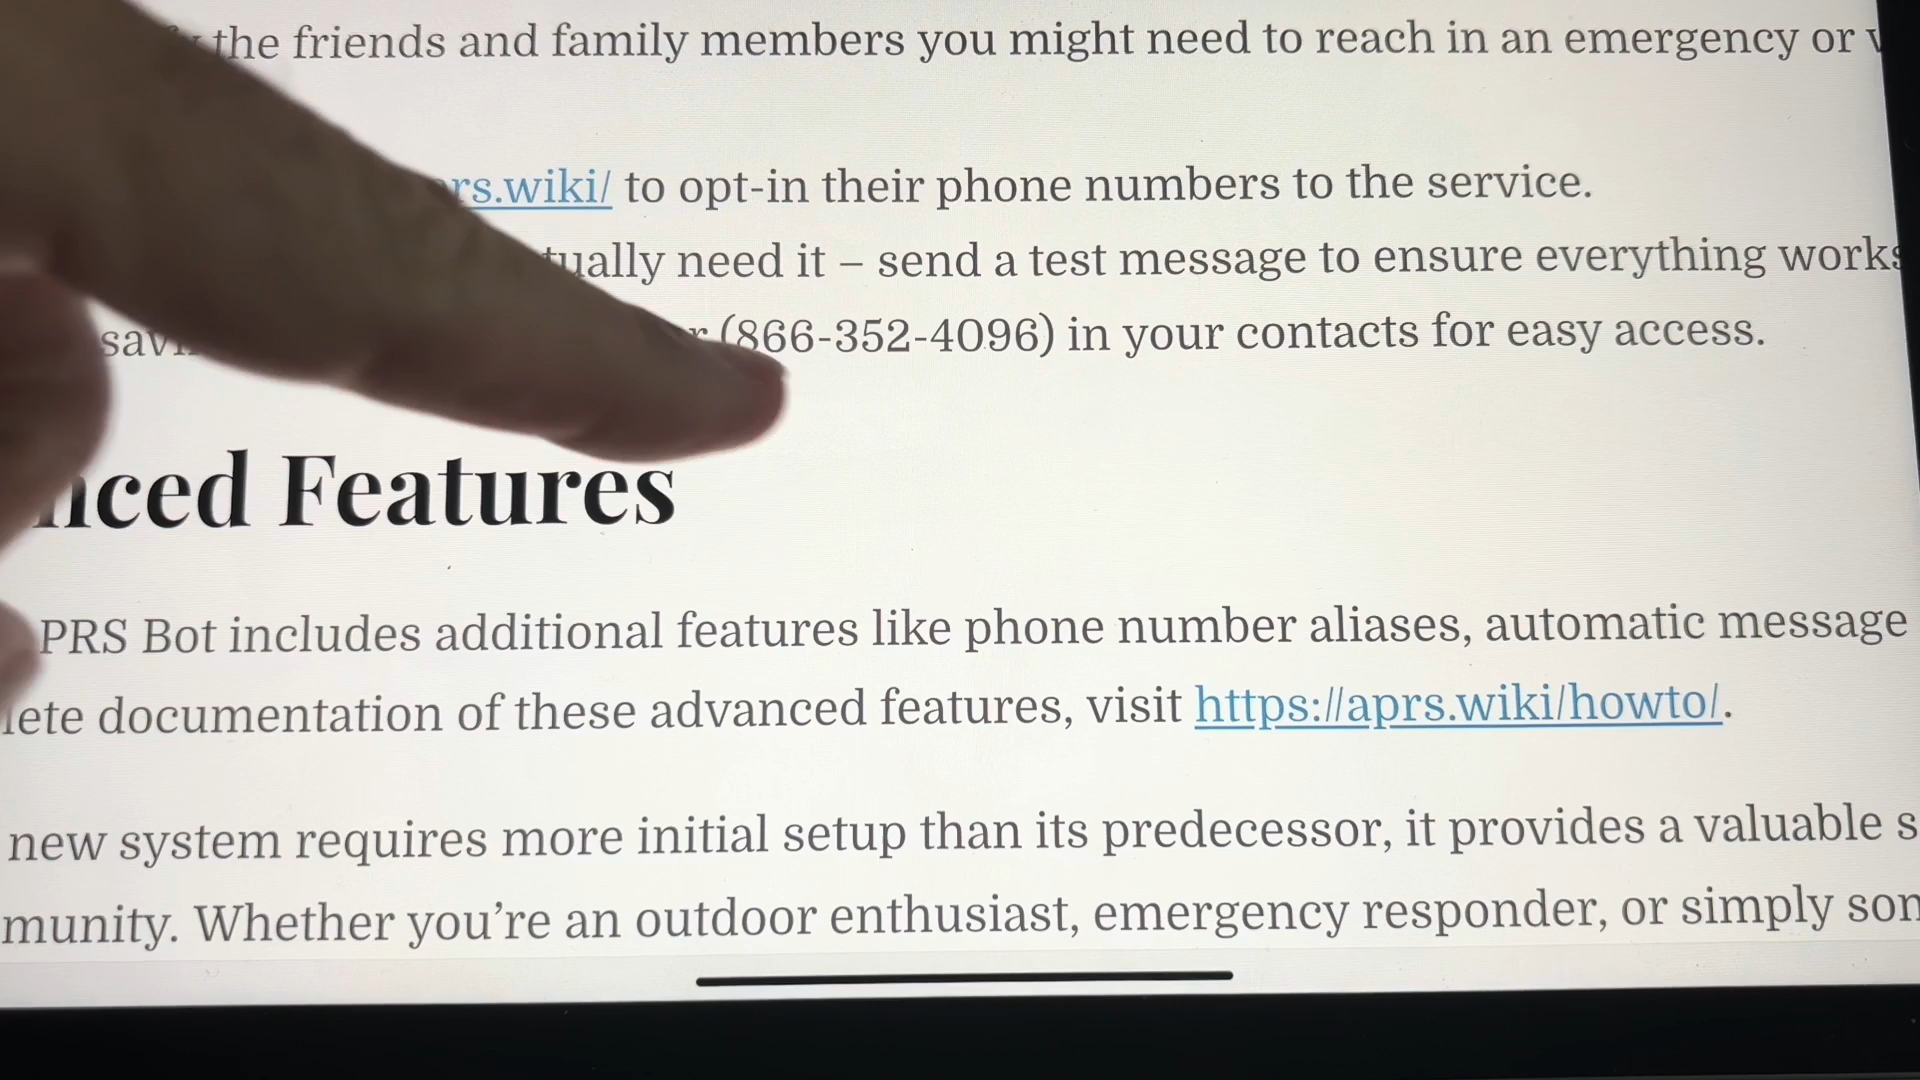 the friends and family members you might need to reach in an emergency or
rs.wiki/ to opt-in their phone numbers to the service.
need it – send a test message to ensure everything works
(866-352-4096) in your contacts for easy access.
nced Features
PRS Bot includes additional features like phone number aliases, automatic message
lete documentation of these advanced features, visit https://aprs.wiki/howto/.
new system requires more initial setup than its predecessor, it provides a valuable s
munity. Whether you’re an outdoor enthusiast, emergency responder, or simply som